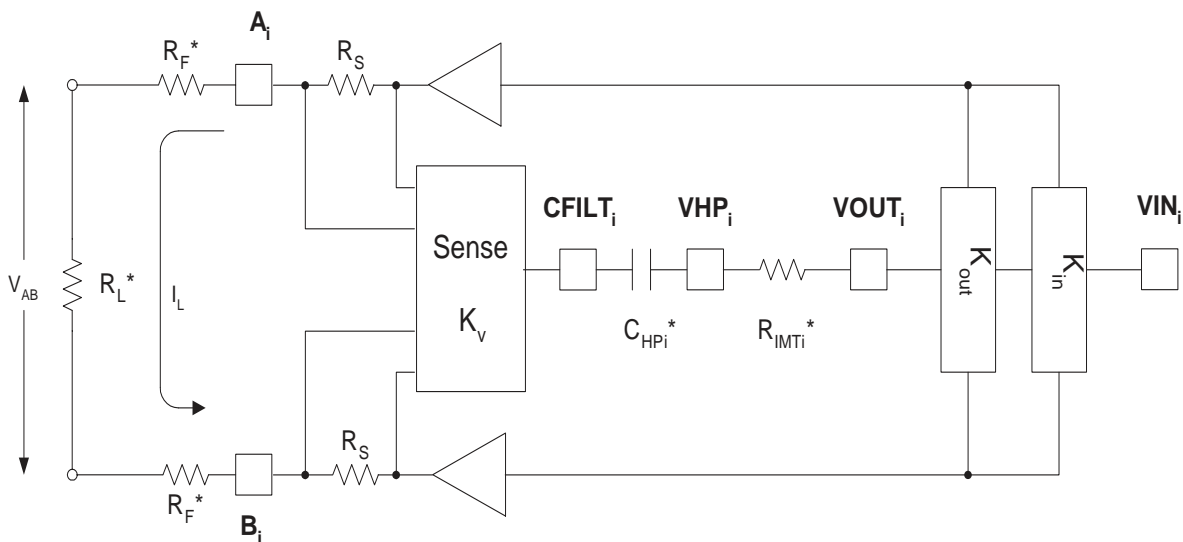 A_i
R_F*
R_S
CFILT_i
VHP_i
VOUT_i
VIN_i
Sense
K_v
K_out
K_in
V_AB
R_L*
I_L
C_HPi*
R_IMTi*
R_S
R_F*
B_i